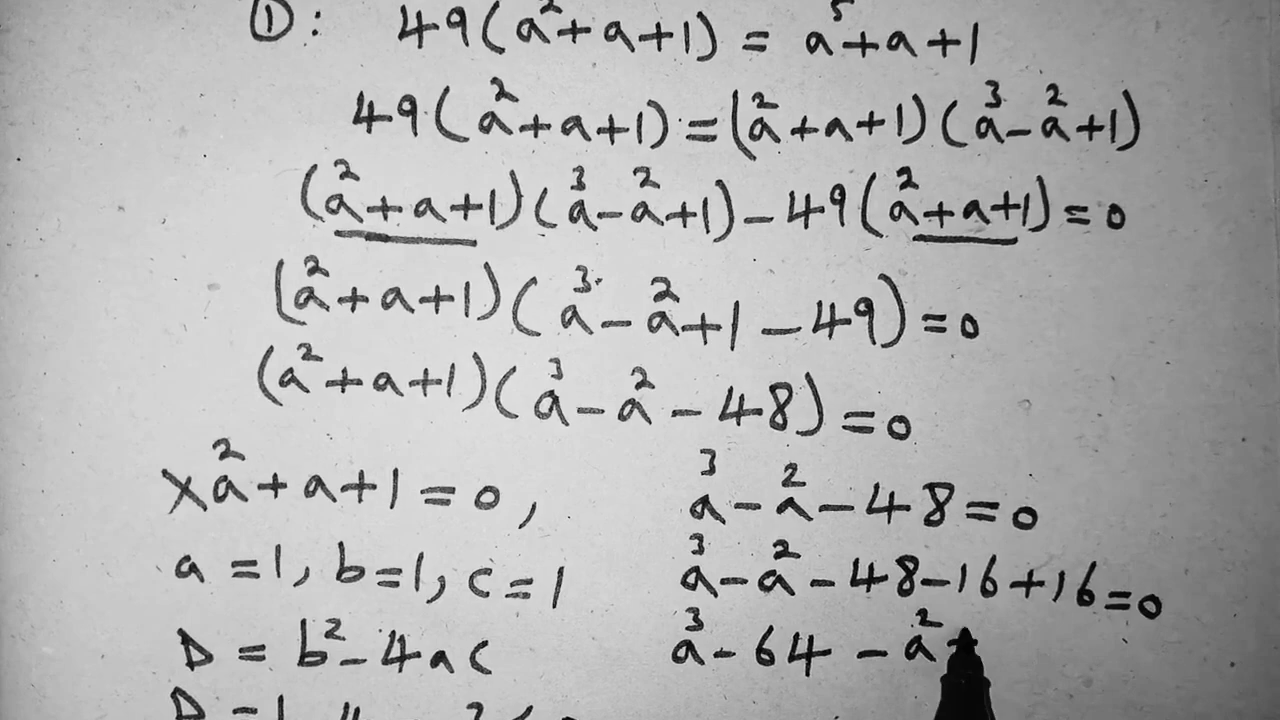 ①: 49(a²+a+1) = a⁵+a+1
49(a²+a+1)=(a²+a+1)(a³-a²+1)
(a²+a+1)(a³-a²+1)-49(a²+a+1)=0
(a²+a+1)(a³-a²+1-49)=0
(a²+a+1)(a³-a²-48)=0
×a²+a+1=0,
a=1, b=1, c=1
D = b²-4ac
a³-a²-48=0
a³-a²-48-16+16=0
a³-64-a²